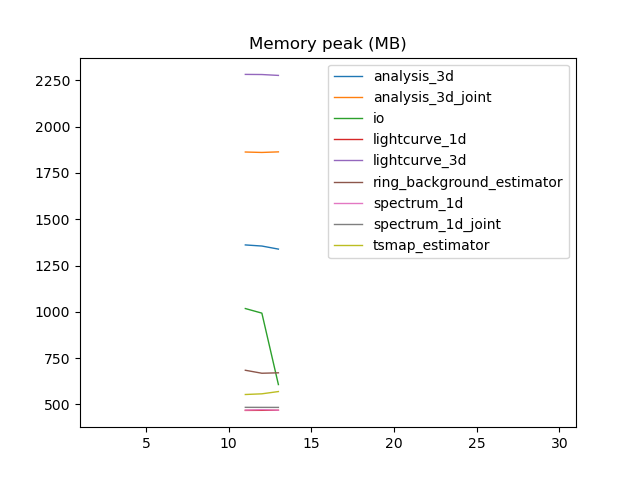 Memory peak (MB)
2250
2000
1750
1500
1250
1000
750
500
5
10
15
20
25
30
analysis_3d
analysis_3d_joint
io
lightcurve_1d
lightcurve_3d
ring_background_estimator
spectrum_1d
spectrum_1d_joint
tsmap_estimator